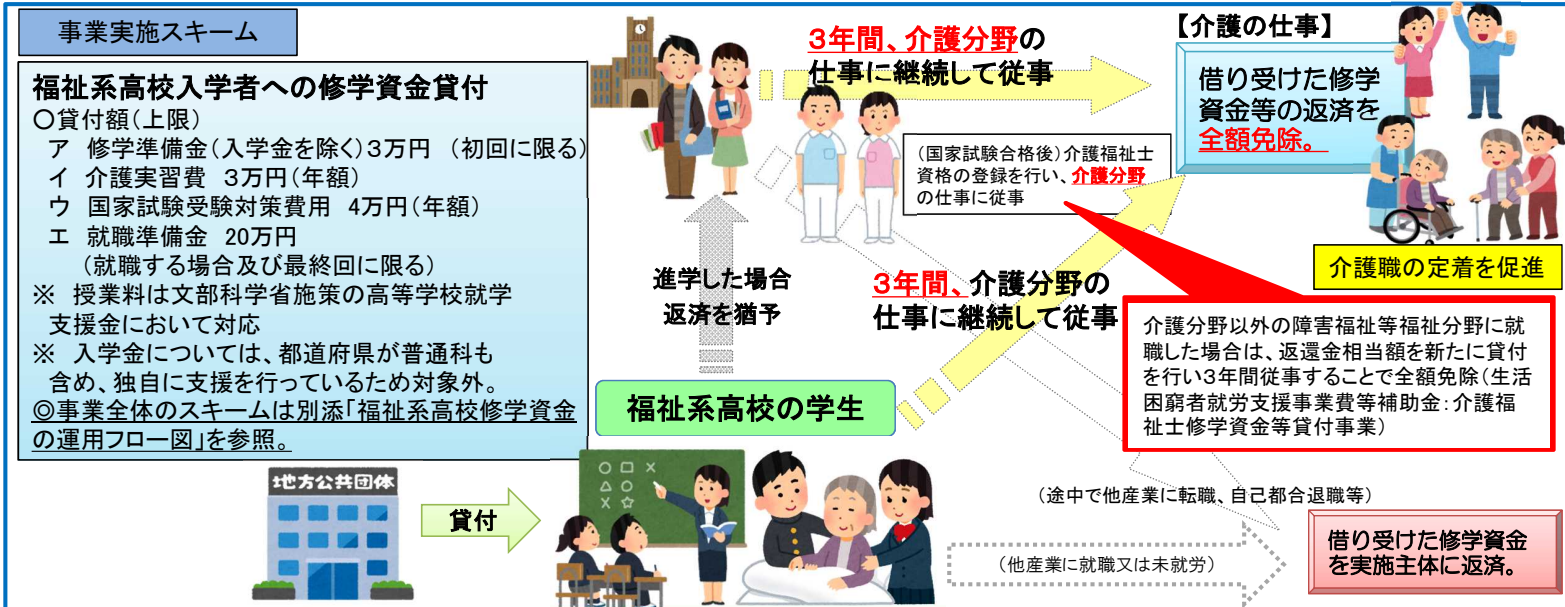 事業実施スキーム
福祉系高校入学者への修学資金貸付
○貸付額(上限)
ア 修学準備金(入学金を除く)3万円 (初回に限る)
イ 介護実習費 3万円(年額)
ウ 国家試験受験対策費用 4万円(年額)
エ 就職準備金 20万円
(就職する場合及び最終回に限る)
※ 授業料は文部科学省施策の高等学校就学
支援金において対応
※ 入学金については、都道府県が普通科も
含め、独自に支援を行っているため対象外。
◎事業全体のスキームは別添「福祉系高校修学資金
の運用フロー図」を参照。
3年間、介護分野の
仕事に継続して従事
【介護の仕事】
借り受けた修学
資金等の返済を
全額免除。
(国家試験合格後)介護福祉士
資格の登録を行い、介護分野
の仕事に従事
介護職の定着を促進
進学した場合
返済を猶予
3年間、介護分野の
仕事に継続して従事
介護分野以外の障害福祉等福祉分野に就
職した場合は、返還金相当額を新たに貸付
を行い3年間従事することで全額免除(生活
困窮者就労支援事業費等補助金:介護福
祉士修学資金等貸付事業)
福祉系高校の学生
地方公共団体
貸付
○□×
△○
×☆
(途中で他産業に転職、自己都合退職等)
(他産業に就職又は未就労)
借り受けた修学資金
を実施主体に返済。